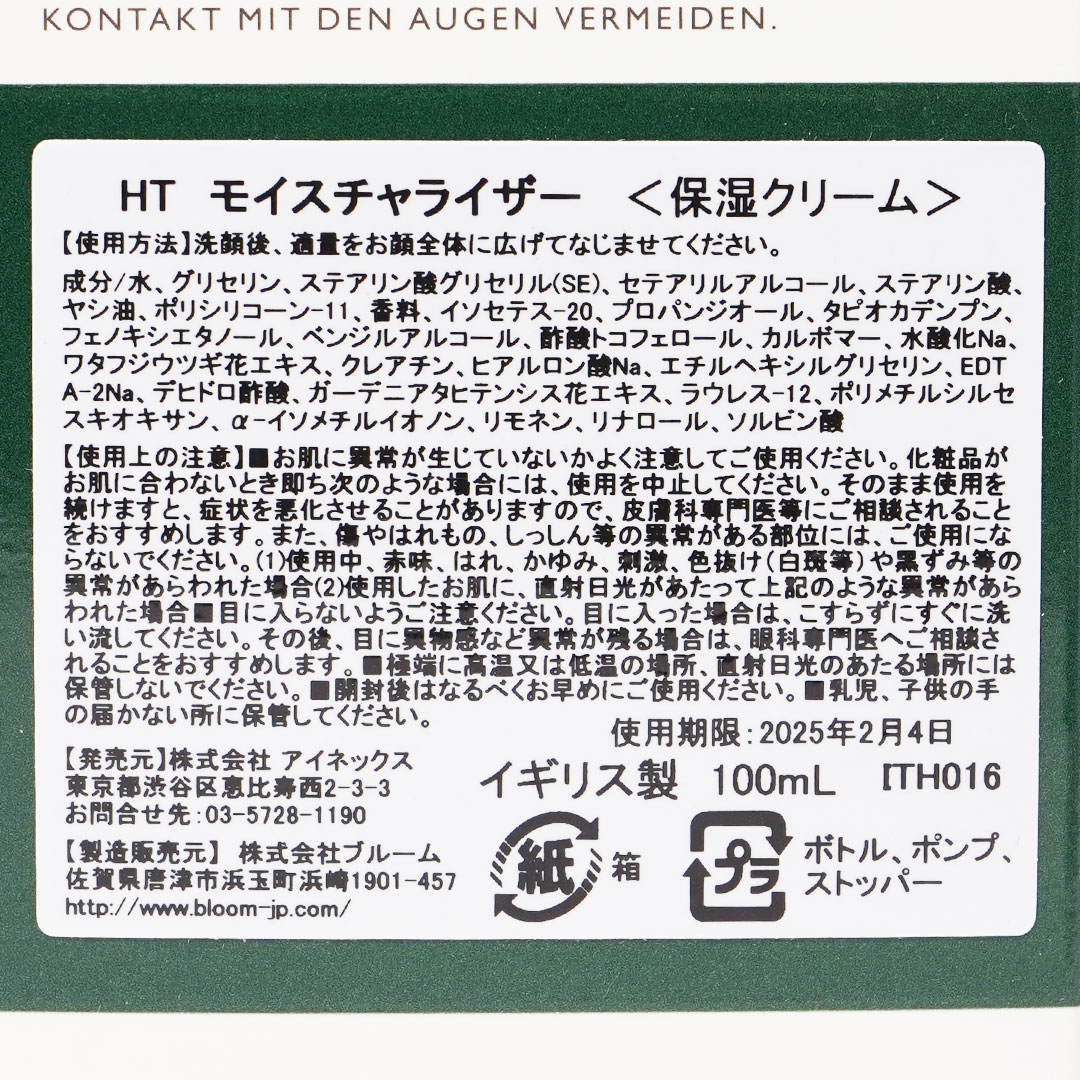 KONTAKT MIT DEN AUGEN VERMEIDEN.
HT モイスチャライザー ＜保湿クリーム＞
【使用方法】洗顔後、適量をお顔全体に広げてなじませてください。
成分/水、グリセリン、ステアリン酸グリセリル(SE)、セテアリルアルコール、ステアリン酸、
ヤシ油、ポリシリコーン-11、香料、イソセテス-20、プロパンジオール、タピオカデンプン、
フェノキシエタノール、ベンジルアルコール、酢酸トコフェロール、カルボマー、水酸化Na、
ワタフジウツギ花エキス、クレアチン、ヒアルロン酸Na、エチルヘキシルグリセリン、EDT
A-2Na、デヒドロ酢酸、ガーデニアタヒテンシス花エキス、ラウレス-12、ポリメチルシルセ
スキオキサン、α-イソメチルイオノン、リモネン、リナロール、ソルビン酸
【使用上の注意】■お肌に異常が生じていないかよく注意してご使用ください。化粧品が
お肌に合わないとき即ち次のような場合には、使用を中止してください。そのまま使用を
続けますと、症状を悪化させることがありますので、皮膚科専門医等にご相談されること
をおすすめします。また、傷やはれもの、しっしん等の異常がある部位には、ご使用にな
らないでください。(1)使用中、赤味、はれ、かゆみ、刺激、色抜け(白斑等)や黒ずみ等の
異常があらわれた場合(2)使用したお肌に、直射日光があたって上記のような異常があら
われた場合■目に入らないようご注意ください。目に入った場合は、こすらずにすぐに洗
い流してください。その後、目に異物感など異常が残る場合は、眼科専門医へご相談さ
れることをおすすめします。■極端に高温又は低温の場所、直射日光のあたる場所には
保管しないでください。■開封後はなるべくお早めにご使用ください。■乳児、子供の手
の届かない所に保管してください。
使用期限:2025年2月4日
【発売元】株式会社 アイネックス
東京都渋谷区恵比寿西2-3-3
お問合せ先:03-5728-1190
イギリス製 100mL ITH016
【製造販売元】 株式会社ブルーム
佐賀県唐津市浜玉町浜崎1901-457
http://www.bloom-jp.com/
紙 箱
プラ ボトル、ポンプ、
ストッパー